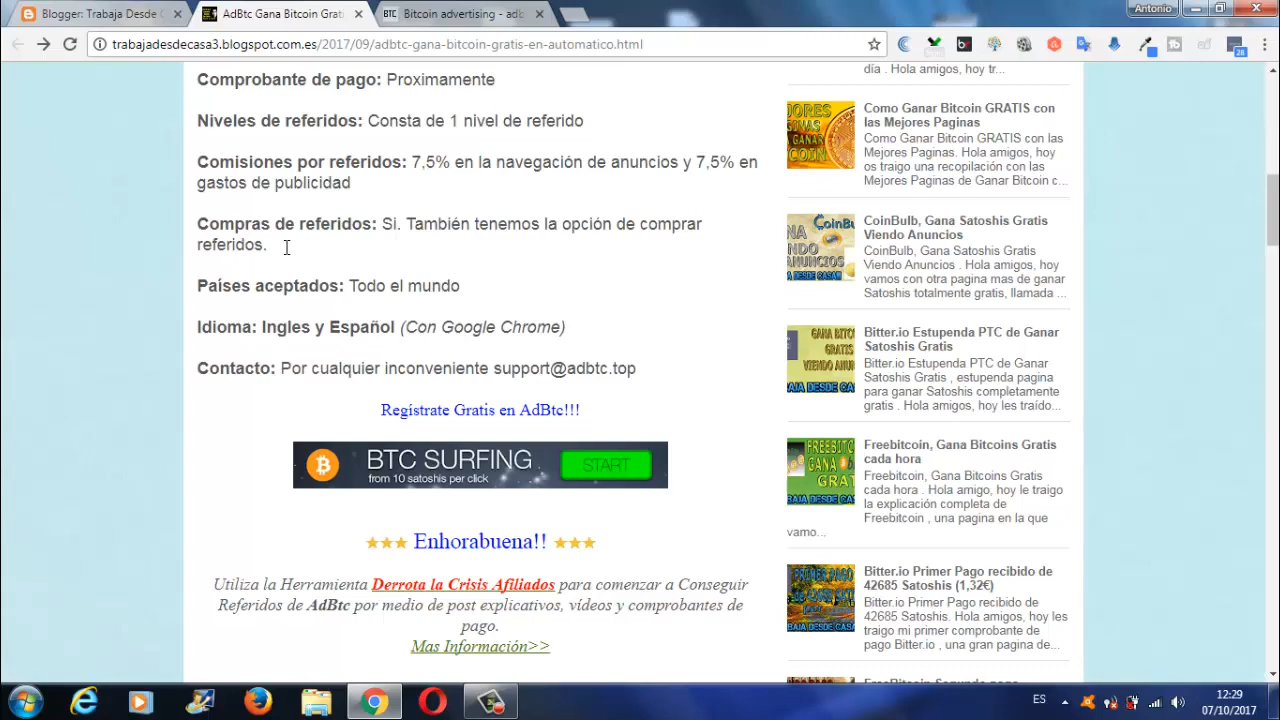 Blogger: Trabaja Des
AdBtc Gana Bitcoin Grati
BTC Bitcoin advertising - adb
Antonio
trabajadesdecasa3.blogspot.com.es/2017/09/adbtc-gana-bitcoin-gratis-en-automatico.html
28
Comprobante de pago: Proximamente
Niveles de referidos: Consta de 1 nivel de referido
Comisiones por referidos: 7,5% en la navegación de anuncios y 7,5% en
gastos de publicidad
Compras de referidos: Si. También tenemos la opción de comprar
referidos.
Países aceptados: Todo el mundo
Idioma: Ingles y Español (Con Google Chrome)
Contacto: Por cualquier inconveniente support@adbtc.top
Regístrate Gratis en AdBtc!!!
BTC SURFING
from 10 satoshis per click
START
Enhorabuena!!
Utiliza la Herramienta Derrota la Crisis Afiliados para comenzar a Conseguir
Referidos de AdBtc por medio de post explicativos, vídeos y comprobantes de
pago.
Mas Información>>
día . Hola amigos, hoy tr...
Como Ganar Bitcoin GRATIS con
las Mejores Paginas
Como Ganar Bitcoin GRATIS con las
Mejores Paginas. Hola amigos, hoy
os traigo una recopilación con las
Mejores Paginas de Ganar Bitcoin c...
CoinBulb, Gana Satoshis Gratis
Viendo Anuncios
CoinBulb, Gana Satoshis Gratis
Viendo Anuncios . Hola amigos, hoy
vamos con otra pagina mas de ganar
Satoshis totalmente gratis, llamada ...
Bitter.io Estupenda PTC de Ganar
Satoshis Gratis
Bitter.io Estupenda PTC de Ganar
Satoshis Gratis , estupenda pagina
para ganar Satoshis completamente
gratis . Hola amigos, hoy les traído...
Freebitcoin, Gana Bitcoins Gratis
cada hora
Freebitcoin, Gana Bitcoins Gratis
cada hora . Hola amigo, hoy le traigo
la explicación completa de
Freebitcoin , una pagina en la que
vamo...
Bitter.io Primer Pago recibido de
42685 Satoshis (1,32€)
Bitter.io Primer Pago recibido de
42685 Satoshis. Hola amigos, hoy les
traigo mi primer comprobante de
pago Bitter.io , una gran pagina de...
ES
12:29
07/10/2017